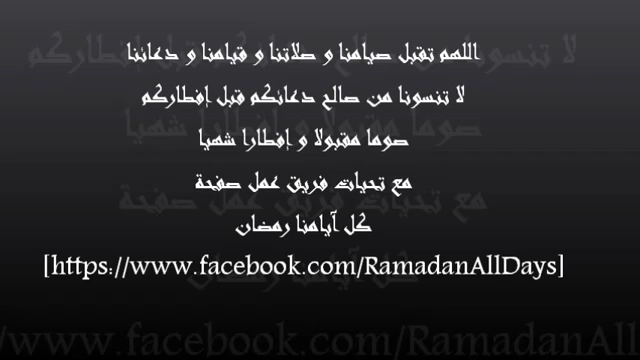 اللهم تقبل صيامنا و صلاتنا و قيامنا و دعائنا
لا تنسونا من صالح دعائكم قبل إفطاركم
صوما مقبولا و إفطارا شهيا
مع تحيات فريق عمل صفحة
كل آيامنا رمضان
[https://www.facebook.com/RamadanAllDays]